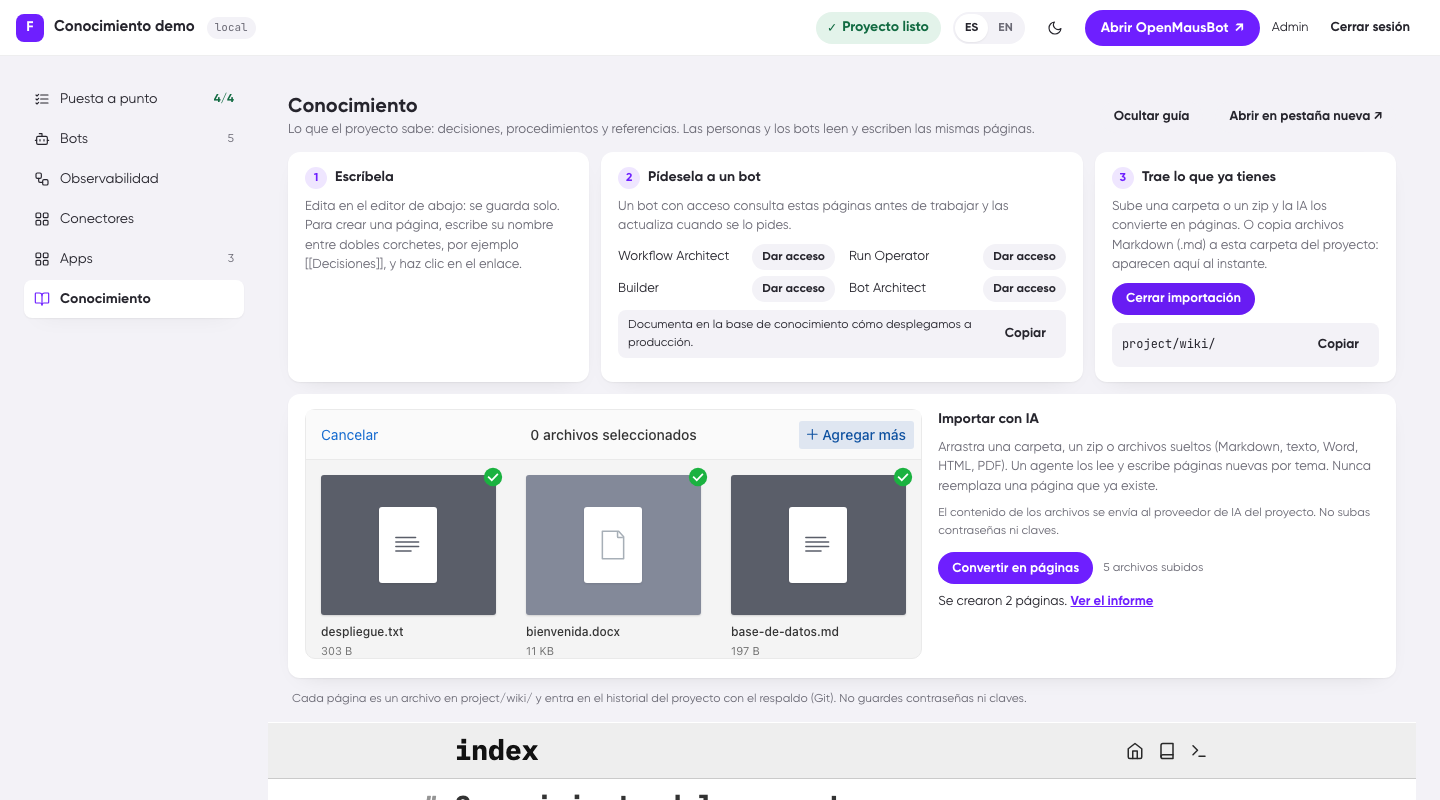 F Conocimiento demo local ✓ Proyecto listo ES EN Abrir OpenMausBot ↗ Admin Cerrar sesión
Puesta a punto 4/4
Bots 5
Observabilidad
Conectores
Apps 3
Conocimiento
Conocimiento
Lo que el proyecto sabe: decisiones, procedimientos y referencias. Las personas y los bots leen y escriben las mismas páginas.
Ocultar guía Abrir en pestaña nueva ↗
1 Escríbela
Edita en el editor de abajo: se guarda solo.
Para crear una página, escribe su nombre
entre dobles corchetes, por ejemplo
[[Decisiones]], y haz clic en el enlace.
2 Pídesela a un bot
Un bot con acceso consulta estas páginas antes de trabajar y las
actualiza cuando se lo pides.
Workflow Architect Dar acceso Run Operator Dar acceso
Builder Dar acceso Bot Architect Dar acceso
Documenta en la base de conocimiento cómo desplegamos a
producción.
Copiar
3 Trae lo que ya tienes
Sube una carpeta o un zip y la IA los
convierte en páginas. O copia archivos
Markdown (.md) a esta carpeta del proyecto:
aparecen aquí al instante.
Cerrar importación
project/wiki/ Copiar
Cancelar 0 archivos seleccionados + Agregar más
despliegue.txt
303 B
bienvenida.docx
11 KB
base-de-datos.md
197 B
Importar con IA
Arrastra una carpeta, un zip o archivos sueltos (Markdown, texto, Word,
HTML, PDF). Un agente los lee y escribe páginas nuevas por tema. Nunca
reemplaza una página que ya existe.
El contenido de los archivos se envía al proveedor de IA del proyecto. No subas
contraseñas ni claves.
Convertir en páginas 5 archivos subidos
Se crearon 2 páginas. Ver el informe
Cada página es un archivo en project/wiki/ y entra en el historial del proyecto con el respaldo (Git). No guardes contraseñas ni claves.
index